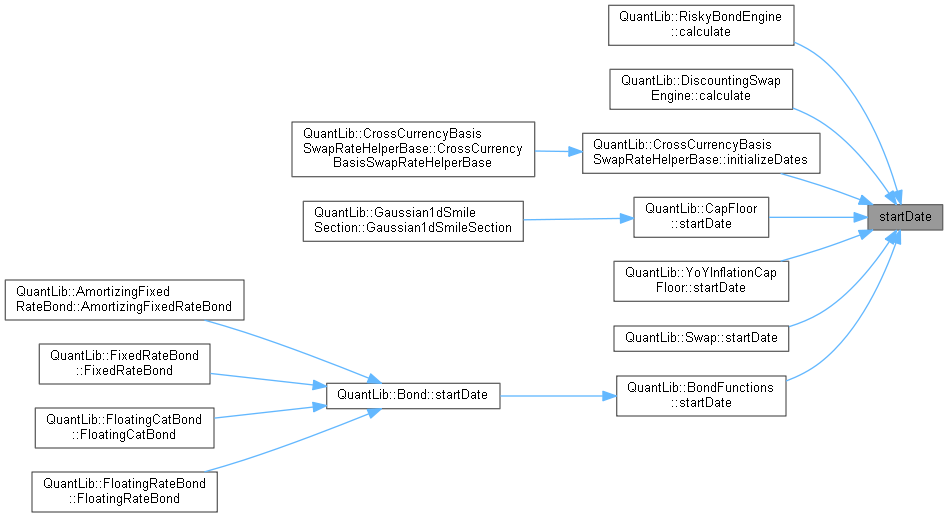 QuantLib::RiskyBondEngine
::calculate
QuantLib::DiscountingSwap
Engine::calculate
QuantLib::CrossCurrencyBasis
SwapRateHelperBase::CrossCurrency
BasisSwapRateHelperBase
QuantLib::CrossCurrencyBasis
SwapRateHelperBase::initializeDates
startDate
QuantLib::Gaussian1dSmile
Section::Gaussian1dSmileSection
QuantLib::CapFloor
::startDate
QuantLib::YoYInflationCap
Floor::startDate
QuantLib::AmortizingFixed
RateBond::AmortizingFixedRateBond
QuantLib::Swap::startDate
QuantLib::FixedRateBond
::FixedRateBond
QuantLib::Bond::startDate
QuantLib::BondFunctions
::startDate
QuantLib::FloatingCatBond
::FloatingCatBond
QuantLib::FloatingRateBond
::FloatingRateBond